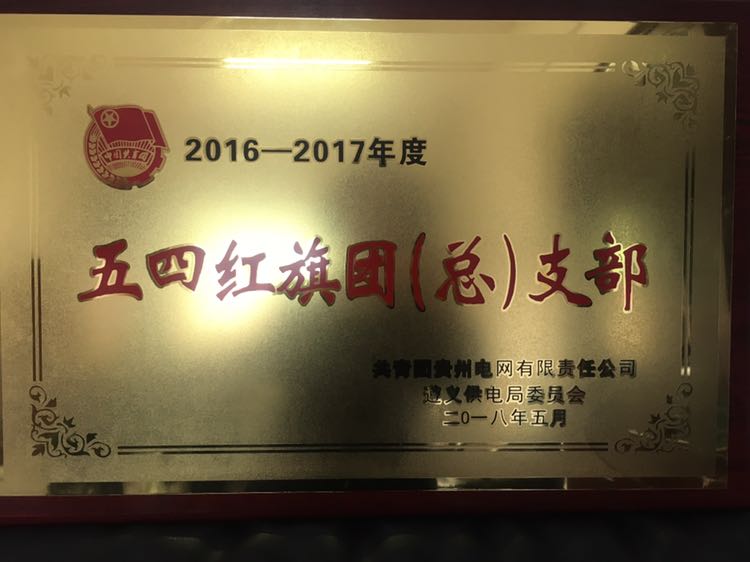 中国共青团
2016—2017年度
五四红旗团(总)支部
共青团贵州电网有限责任公司
遵义供电局委员会
二0一八年五月